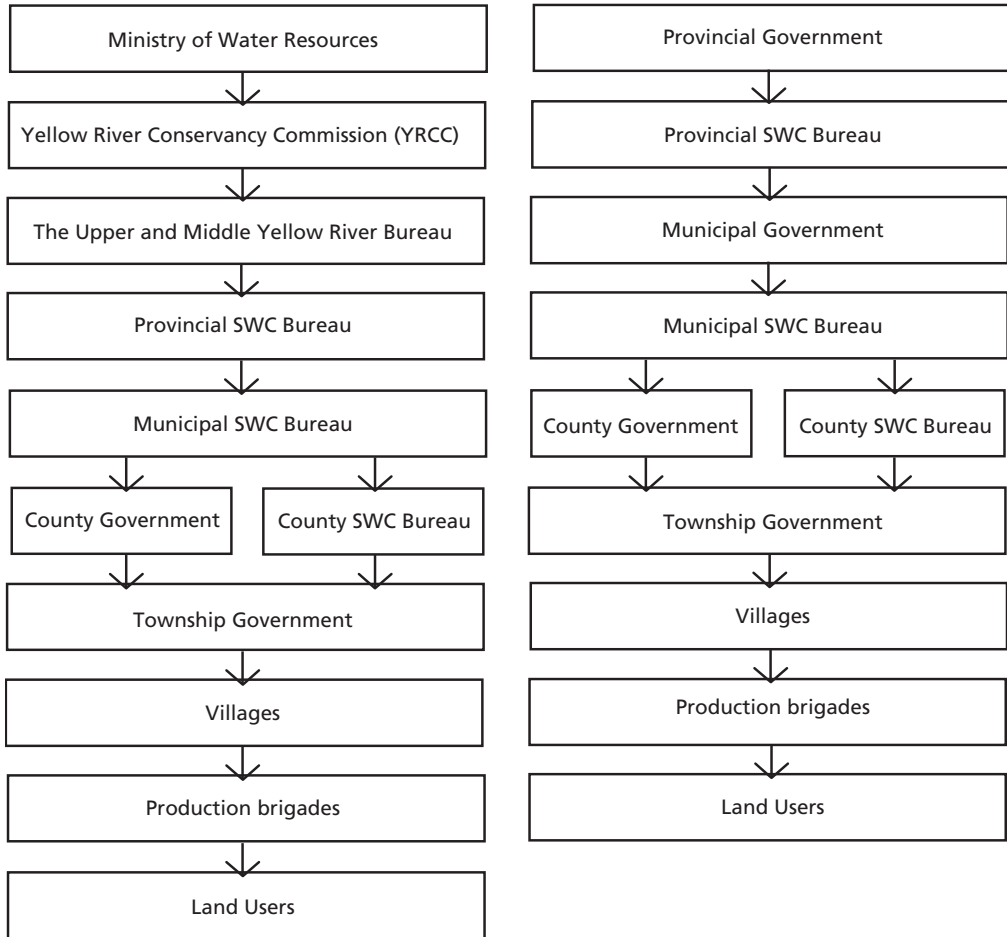 Ministry of Water Resources
Yellow River Conservancy Commission (YRCC)
The Upper and Middle Yellow River Bureau
Provincial SWC Bureau
Municipal SWC Bureau
County Government
County SWC Bureau
Township Government
Villages
Production brigades
Land Users
Provincial Government
Provincial SWC Bureau
Municipal Government
Municipal SWC Bureau
County Government
County SWC Bureau
Township Government
Villages
Production brigades
Land Users